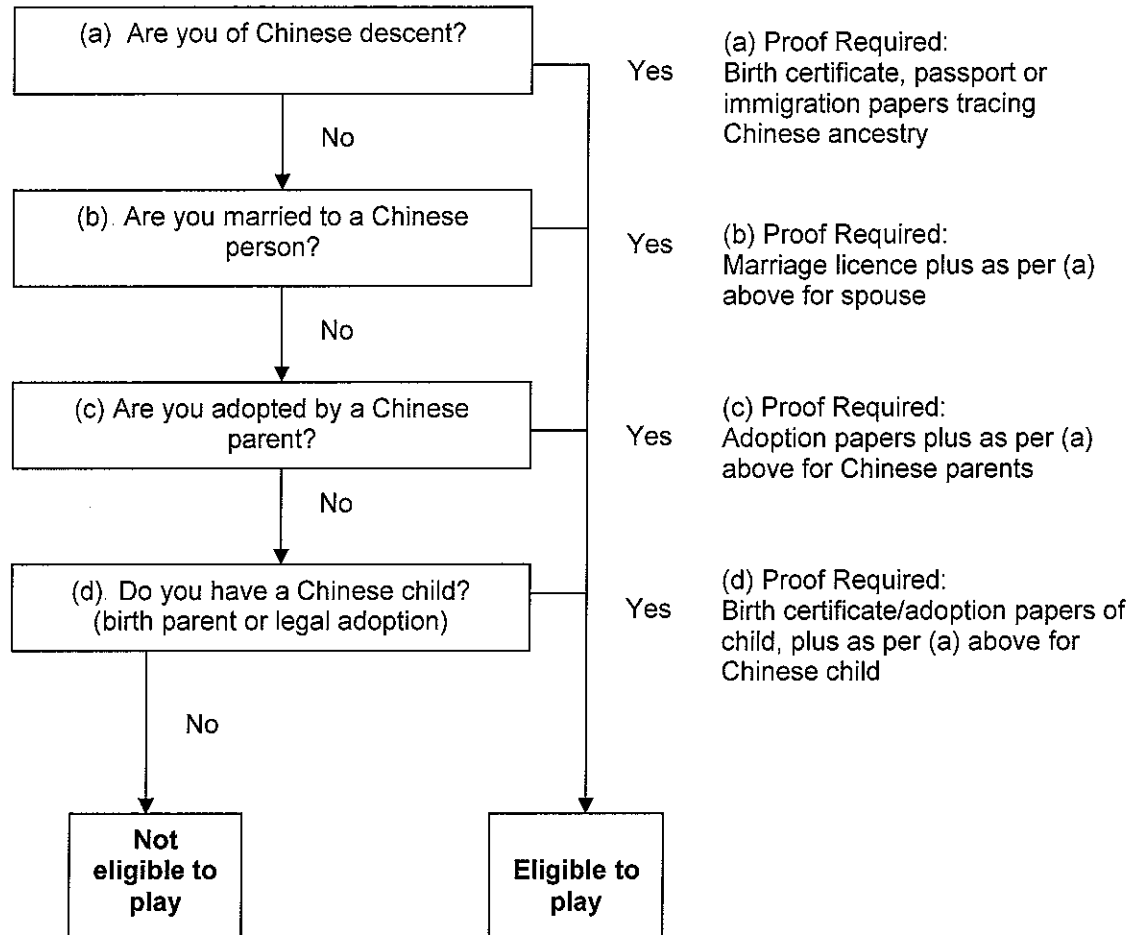 (a) Are you of Chinese descent?
Yes
(a) Proof Required:
Birth certificate, passport or
immigration papers tracing
Chinese ancestry
No
(b). Are you married to a Chinese
person?
Yes
(b) Proof Required:
Marriage licence plus as per (a)
above for spouse
No
(c) Are you adopted by a Chinese
parent?
Yes
(c) Proof Required:
Adoption papers plus as per (a)
above for Chinese parents
No
(d). Do you have a Chinese child?
(birth parent or legal adoption)
Yes
(d) Proof Required:
Birth certificate/adoption papers of
child, plus as per (a) above for
Chinese child
No
Not
eligible to
play
Eligible to
play